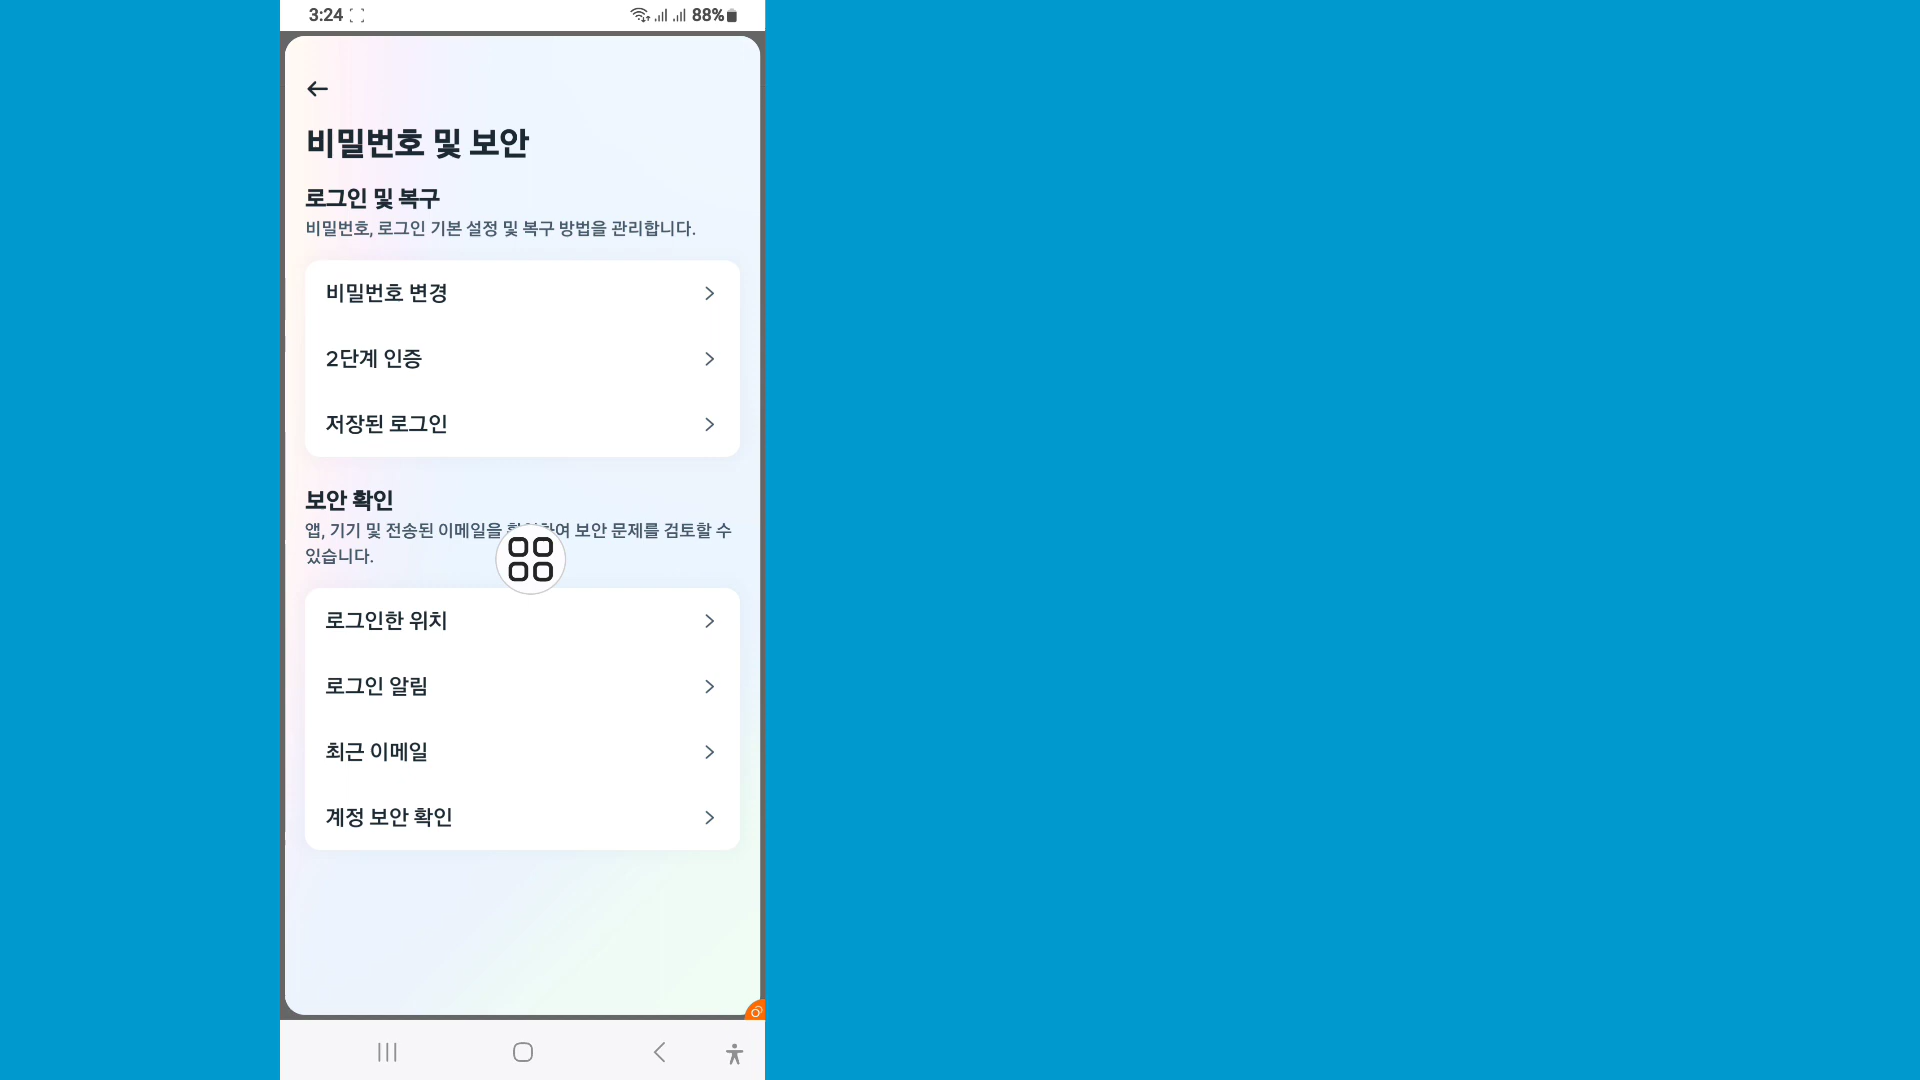 3:24
88%
비밀번호 및 보안
로그인 및 복구
비밀번호, 로그인 기본 설정 및 복구 방법을 관리합니다.
비밀번호 변경
2단계 인증
저장된 로그인
보안 확인
앱, 기기 및 전송된 이메일을 보안 문제를 검토할 수
있습니다.
로그인한 위치
로그인 알림
최근 이메일
계정 보안 확인